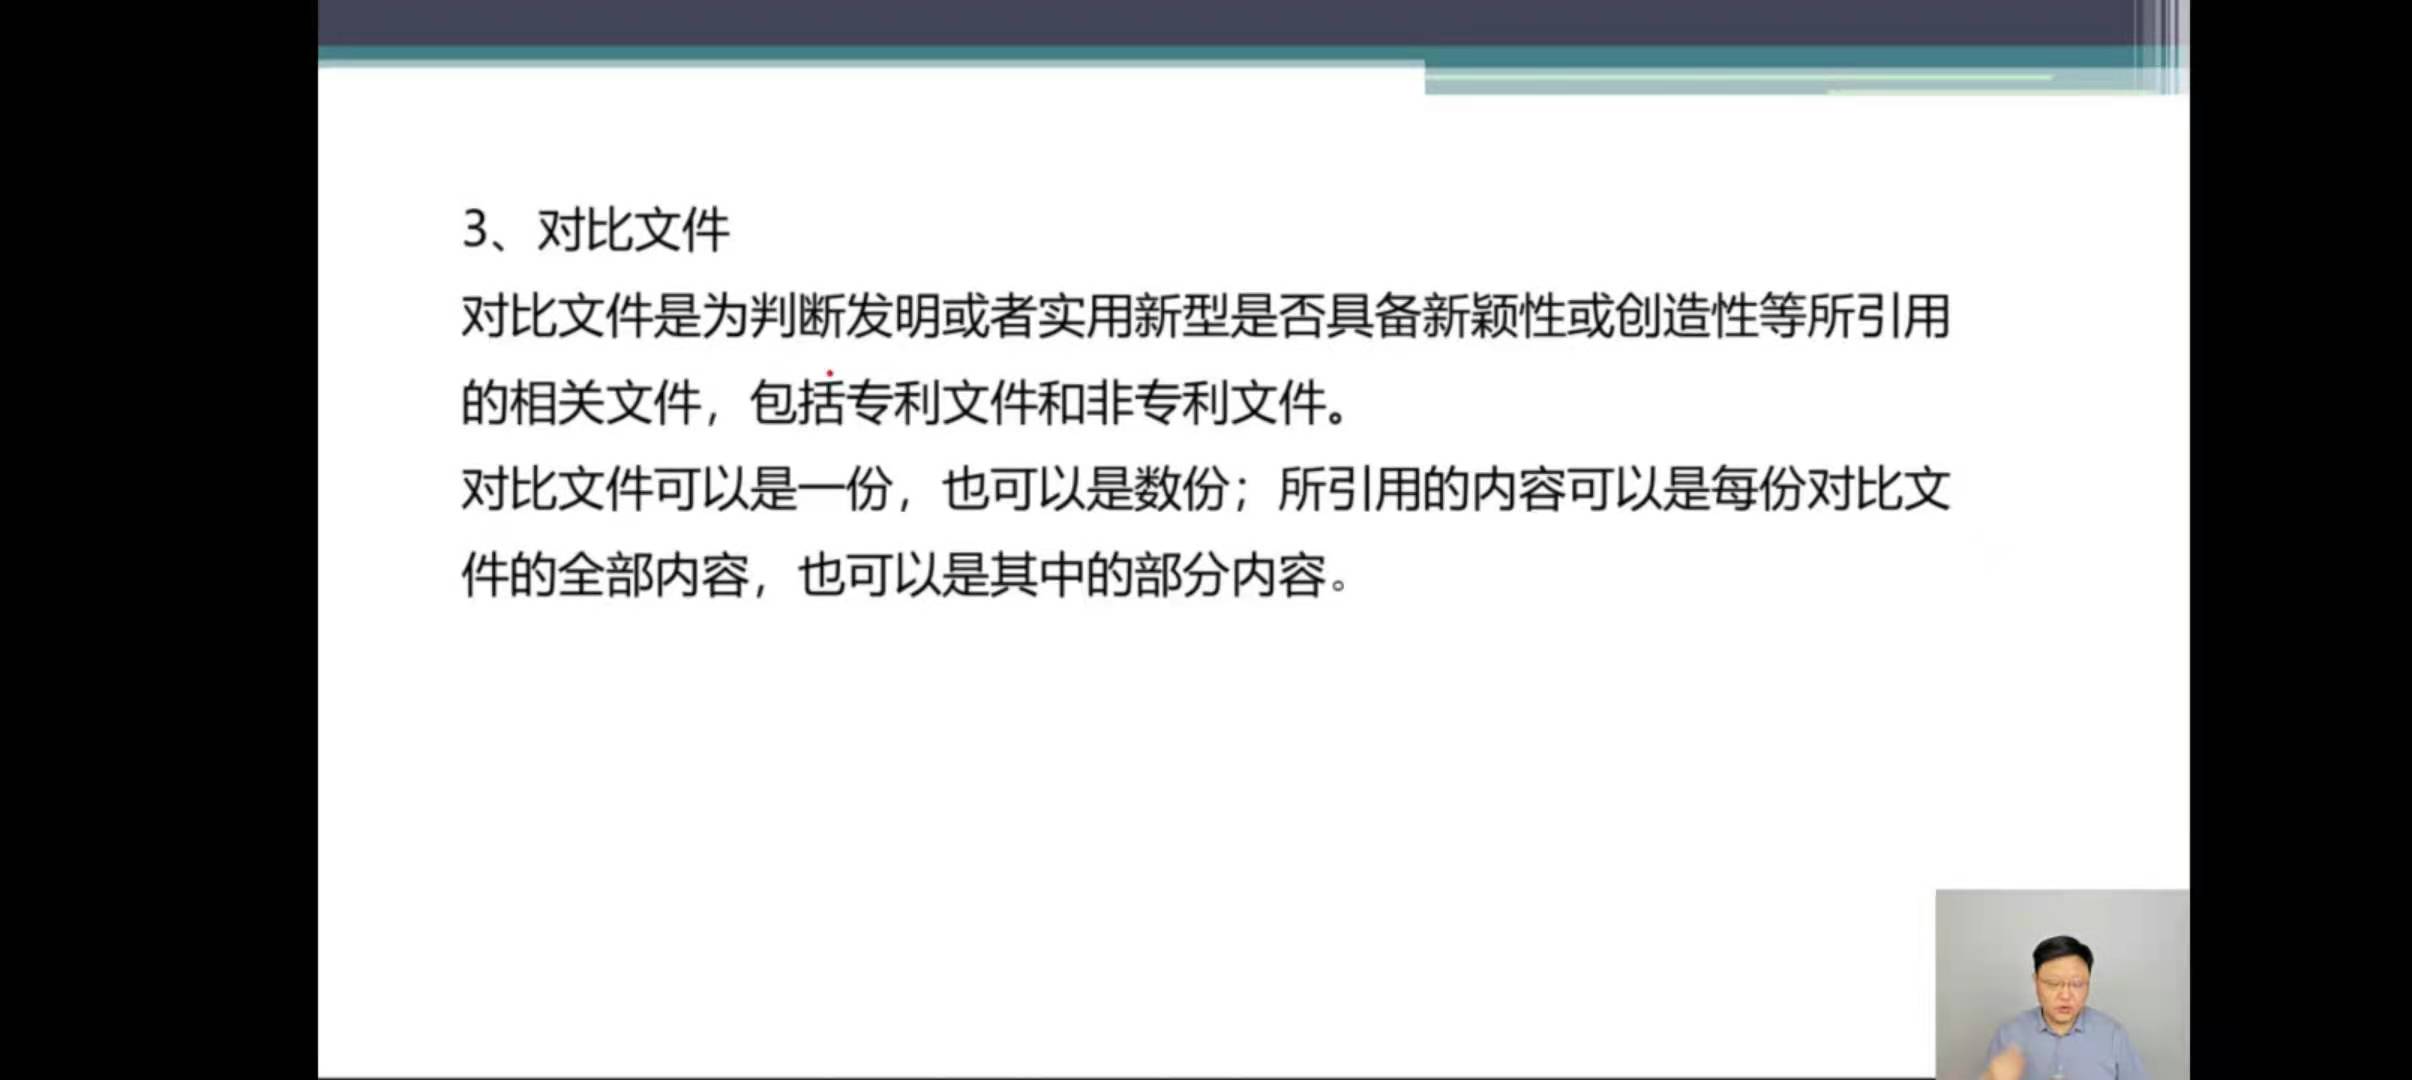 3、对比文件
对比文件是为判断发明或者实用新型是否具备新颖性或创造性等所引用
的相关文件，包括专利文件和非专利文件。
对比文件可以是一份，也可以是数份；所引用的内容可以是每份对比文
件的全部内容，也可以是其中的部分内容。